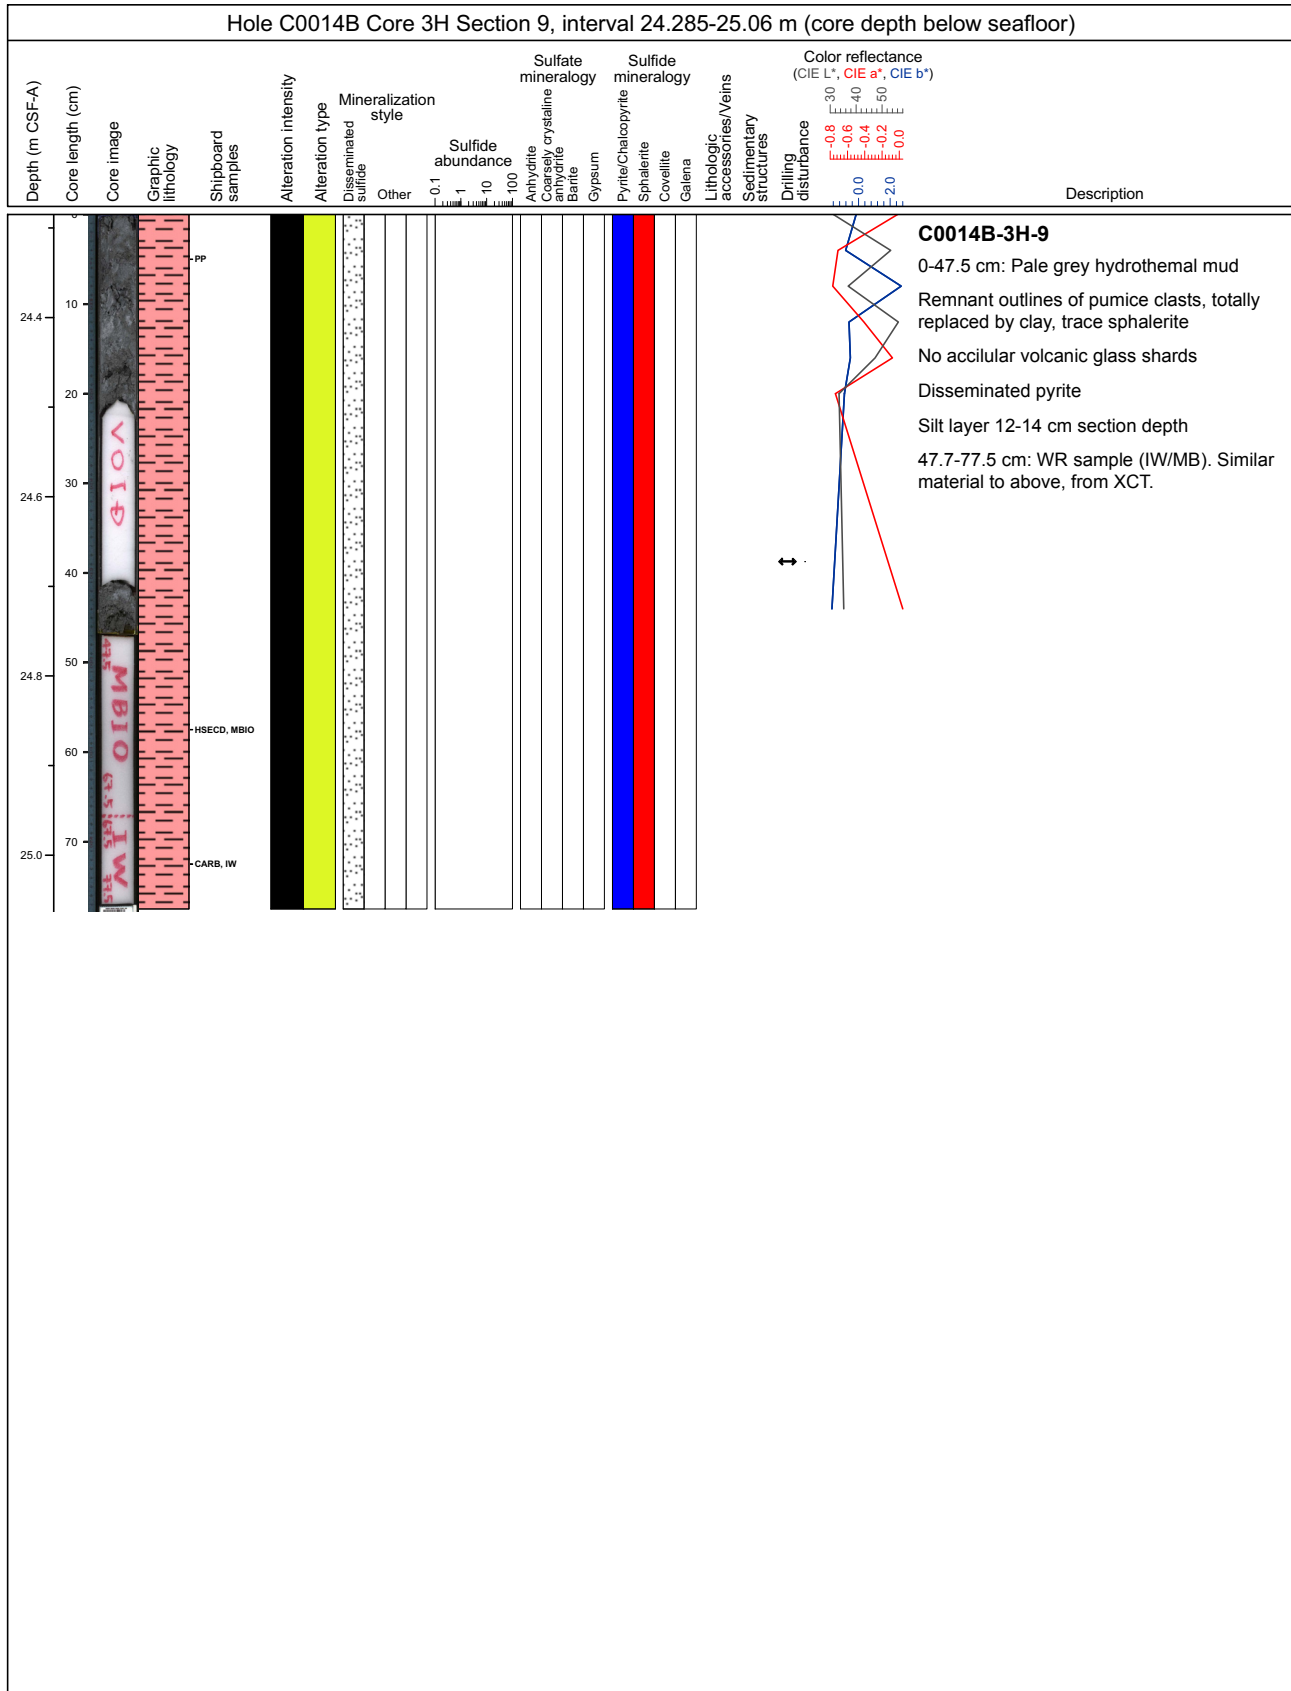 Hole C0014B Core 3H Section 9, interval 24.285-25.06 m (core depth below seafloor)
Depth (m CSF-A)
Core length (cm)
Core image
Graphic
lithology
Shipboard
samples
Alteration intensity
Alteration type
Mineralization
style
Disseminated
sulfide
Other
Sulfide
abundance
0.1
1
10
100
Sulfate
mineralogy
Anhydrite
Coarsely crystaline
anhydrite
Barite
Gypsum
Sulfide
mineralogy
Pyrite/Chalcopyrite
Sphalerite
Covellite
Galena
Lithologic
accessories/Veins
Sedimentary
structures
Drilling
disturbance
Color reflectance
(CIE L*, CIE a*, CIE b*)
30
40
50
-0.8
-0.6
-0.4
-0.2
0.0
0.0
2.0
Description
24.4
24.6
24.8
25.0
10
20
30
40
50
60
70
VOID
47.5
MBIO
67.5
67.5
IW
77.5
PP
HSECD, MBIO
CARB, IW
C0014B-3H-9
0-47.5 cm: Pale grey hydrothemal mud
Remnant outlines of pumice clasts, totally
replaced by clay, trace sphalerite
No accilular volcanic glass shards
Disseminated pyrite
Silt layer 12-14 cm section depth
47.7-77.5 cm: WR sample (IW/MB). Similar
material to above, from XCT.